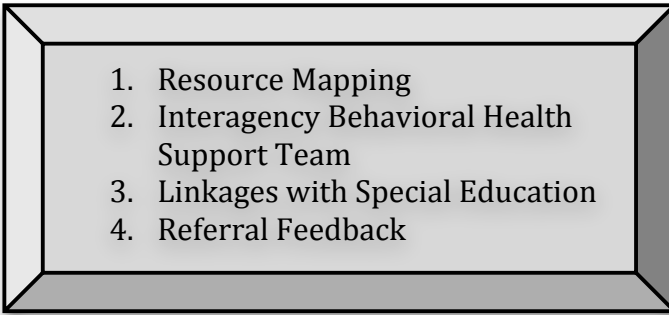 1. Resource Mapping
2. Interagency Behavioral Health
Support Team
3. Linkages with Special Education
4. Referral Feedback